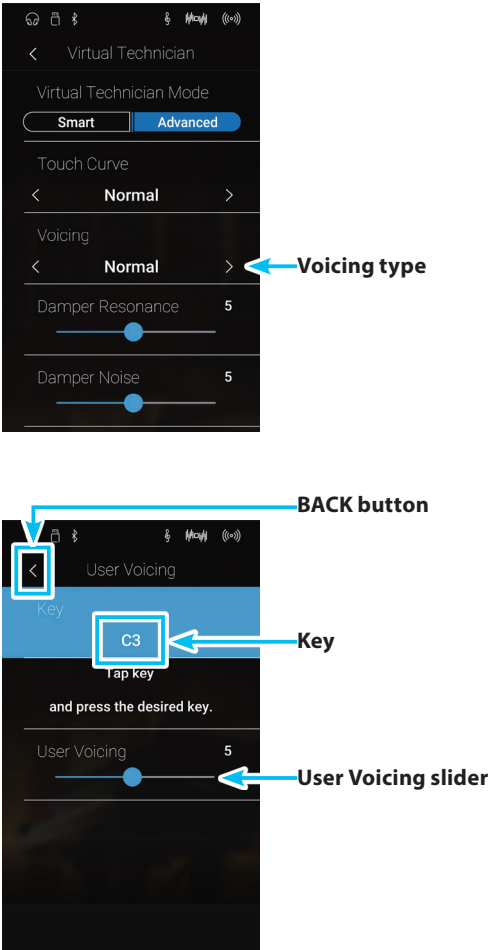 Virtual Technician
Virtual Technician Mode
Smart Advanced
Touch Curve
Normal
Voicing
Normal
Voicing type
Damper Resonance 5
Damper Noise 5
BACK button
User Voicing
Key
C3
Key
Tap key
and press the desired key.
User Voicing 5
User Voicing slider